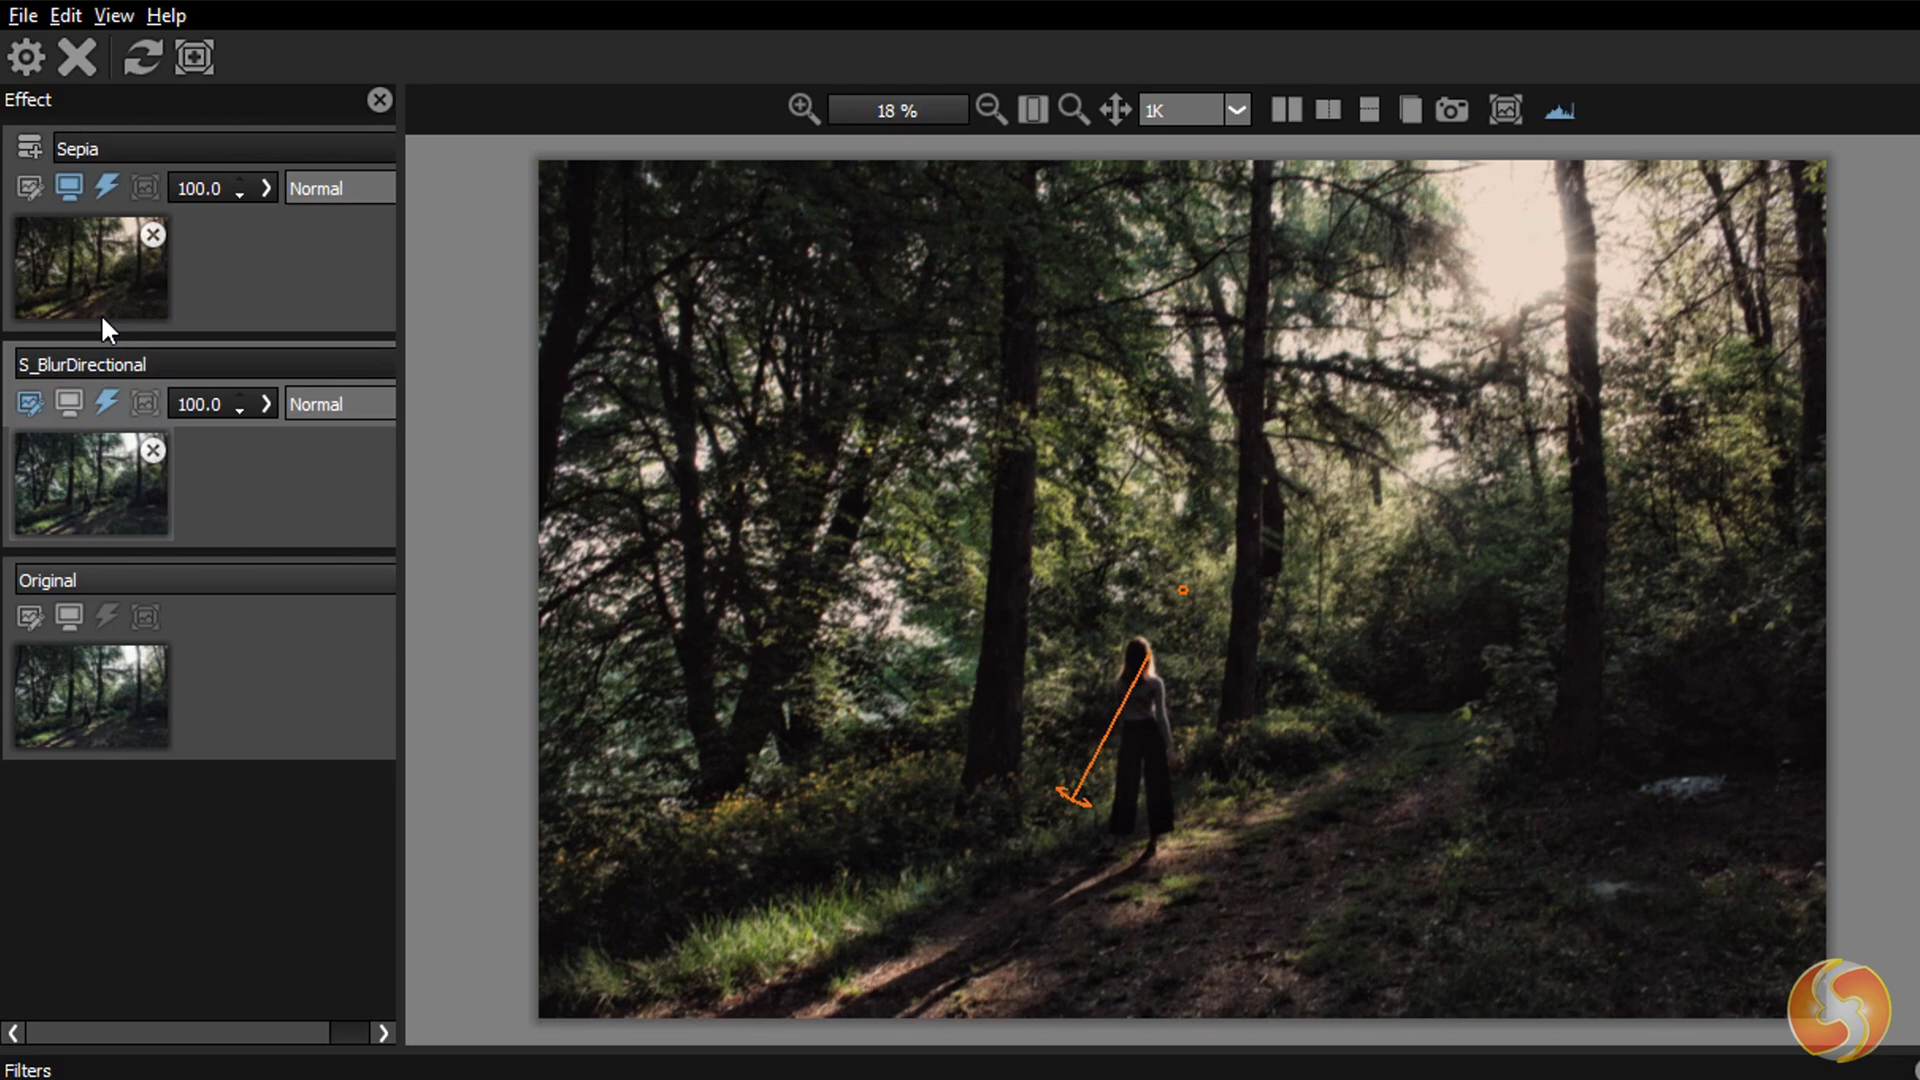 File Edit View Help
Effect
18 %
1K
Sepia
100.0
Normal
S_BlurDirectional
100.0
Normal
Original
Filters